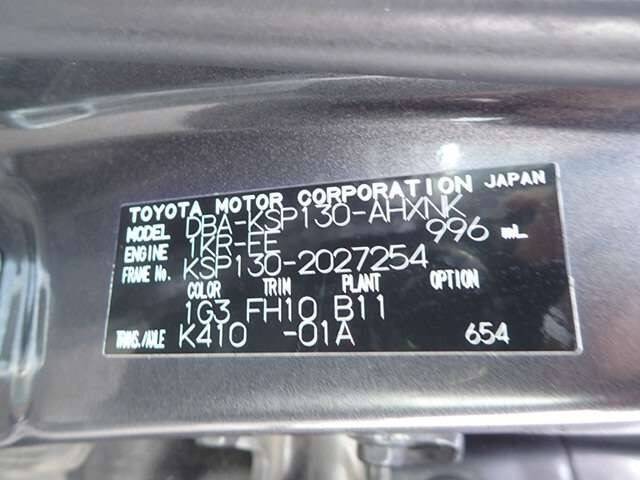 TOYOTA MOTOR CORPORATION JAPAN
MODEL DBA-KSP130-AHXNK
ENGINE 1KR-FE 996 mL
FRAME No. KSP130-2027254
COLOR TRIM PLANT OPTION
1G3 FH10 B11
TRANS./AXLE K410 -01A 654